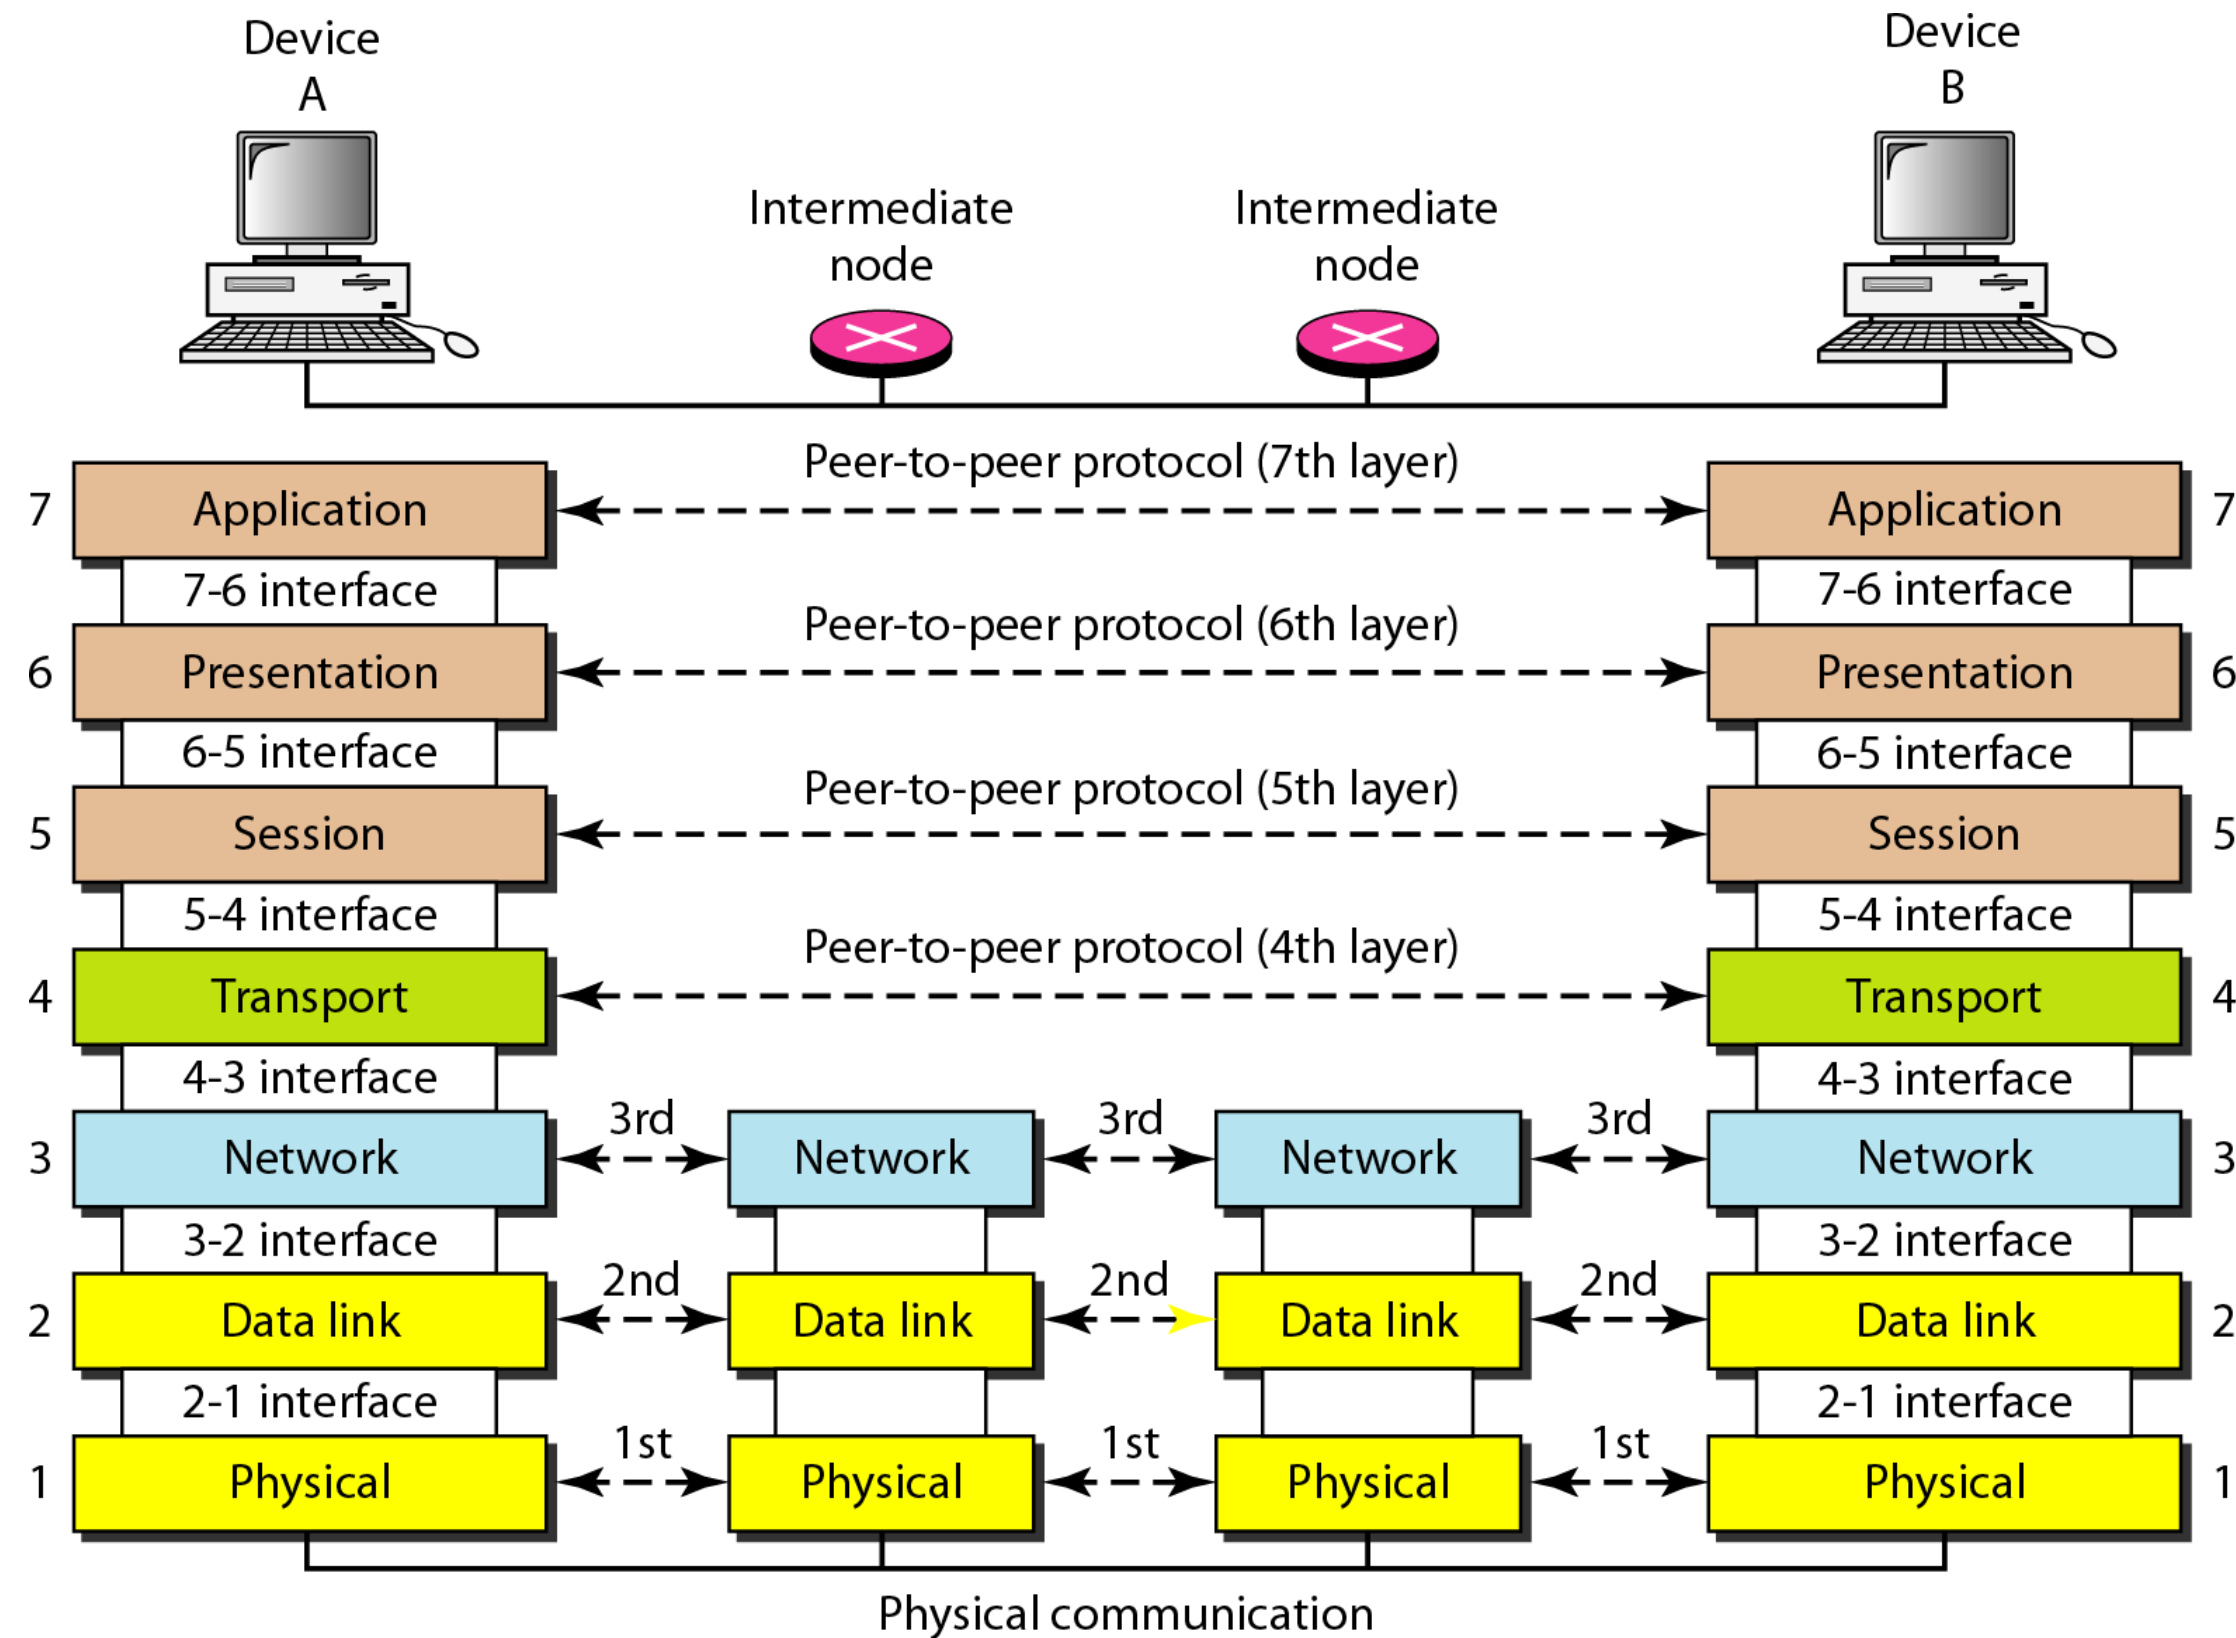 Device
A
Device
B
Intermediate
node
Intermediate
node
Peer-to-peer protocol (7th layer)
7 Application Application 7
7-6 interface 7-6 interface
Peer-to-peer protocol (6th layer)
6 Presentation Presentation 6
6-5 interface 6-5 interface
Peer-to-peer protocol (5th layer)
5 Session Session 5
5-4 interface 5-4 interface
Peer-to-peer protocol (4th layer)
4 Transport Transport 4
4-3 interface 4-3 interface
3rd 3rd 3rd
3 Network Network Network Network 3
3-2 interface 3-2 interface
2nd 2nd 2nd
2 Data link Data link Data link Data link 2
2-1 interface 2-1 interface
1st 1st 1st
1 Physical Physical Physical Physical 1
Physical communication